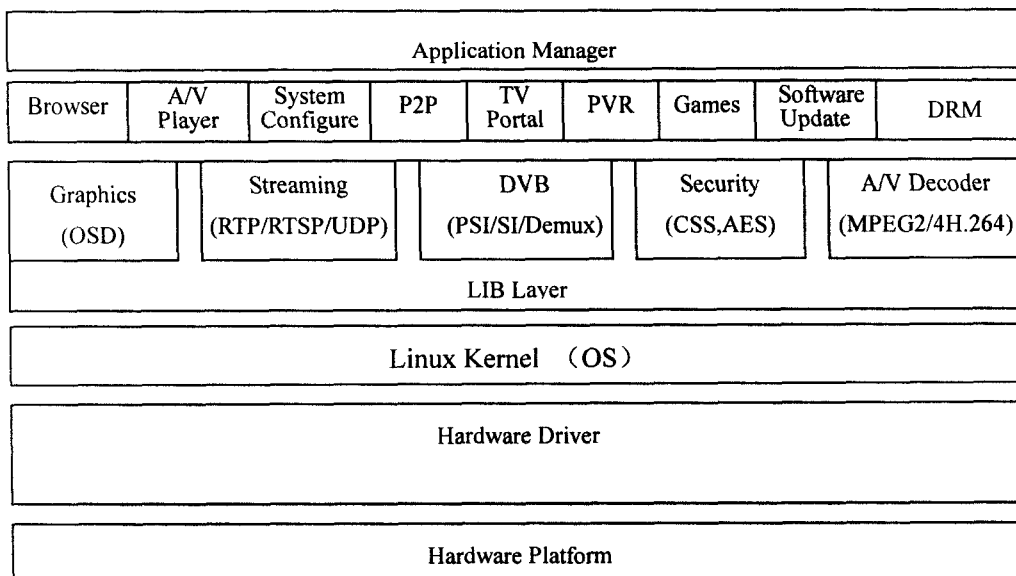 Application Manager
Browser
A/V
Player
System
Configure
P2P
TV
Portal
PVR
Games
Software
Update
DRM
Graphics
(OSD)
Streaming
(RTP/RTSP/UDP)
DVB
(PSI/SI/Demux)
Security
(CSS,AES)
A/V Decoder
(MPEG2/4H.264)
LIB Layer
Linux Kernel （OS）
Hardware Driver
Hardware Platform